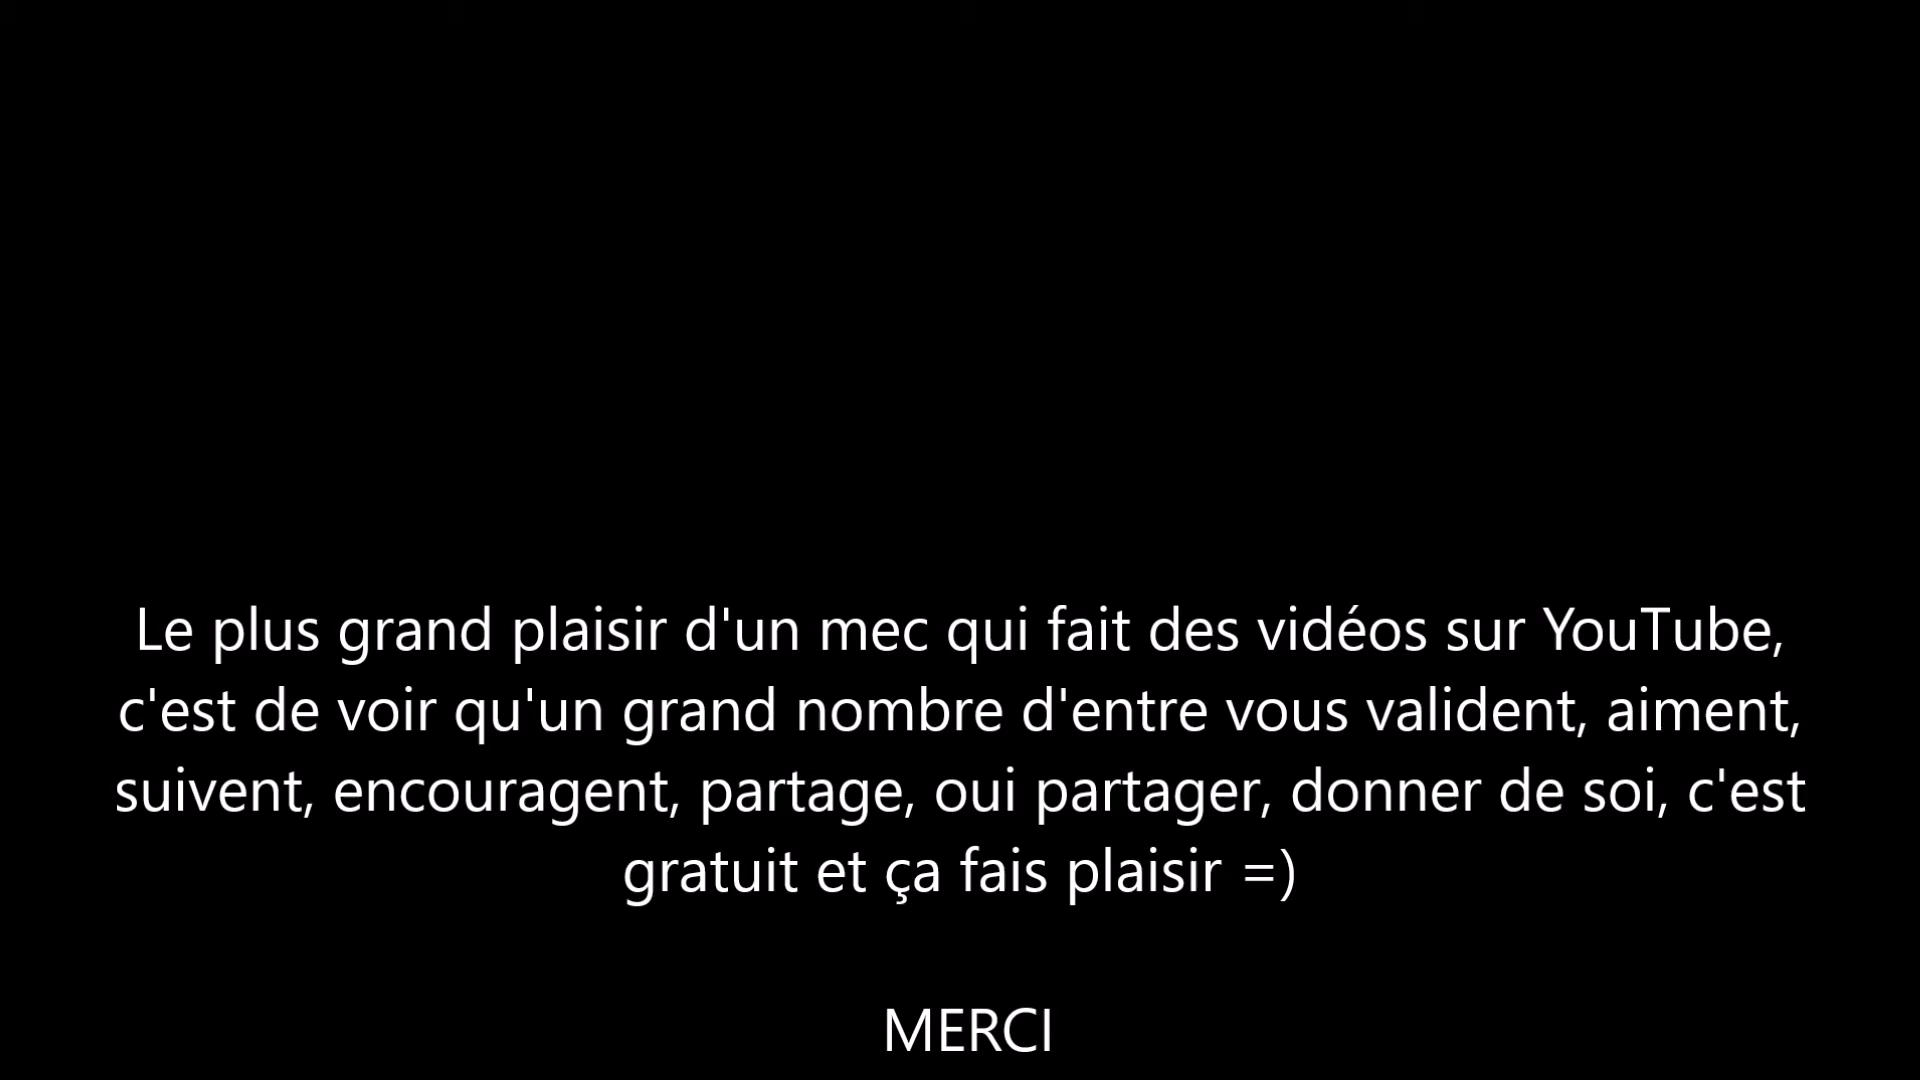 Le plus grand plaisir d'un mec qui fait des vidéos sur YouTube,
c'est de voir qu'un grand nombre d'entre vous valident, aiment,
suivent, encouragent, partage, oui partager, donner de soi, c'est
gratuit et ça fais plaisir =)
MERCI